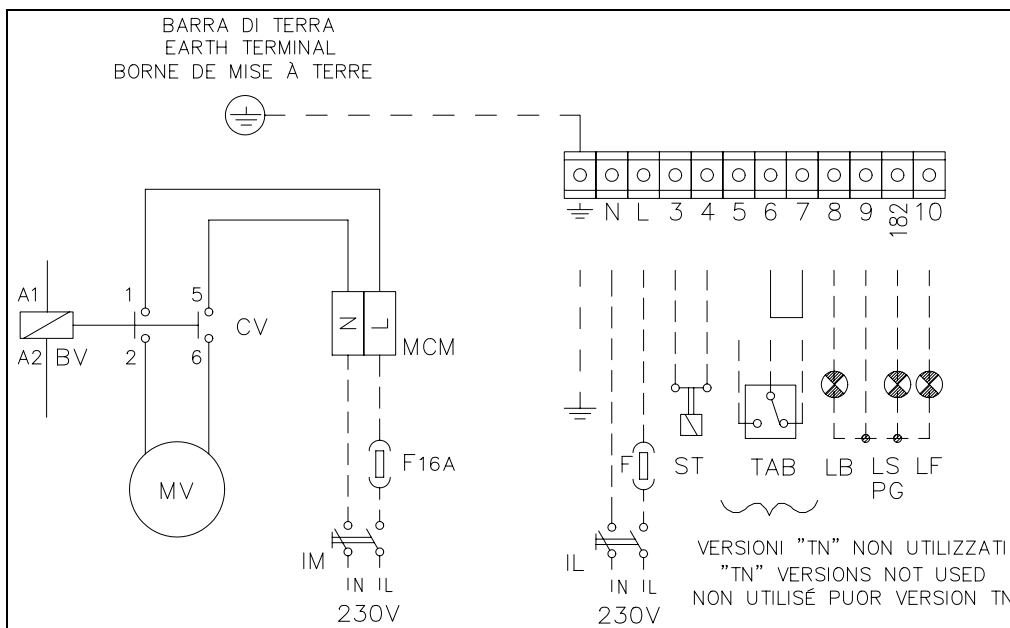 BARRA DI TERRA
EARTH TERMINAL
BORNE DE MISE À TERRE
N L 3 4 5 6 7 8 9 182 10
A1 1 5
CV
A2 BV 2 6
N L
MCM
MV
F16A
F ST TAB LB LS LF
PG
IM
IL
IN IL
230V
IN IL
230V
VERSIONI "TN" NON UTILIZZATI
"TN" VERSIONS NOT USED
NON UTILISÉ PUOR VERSION TN